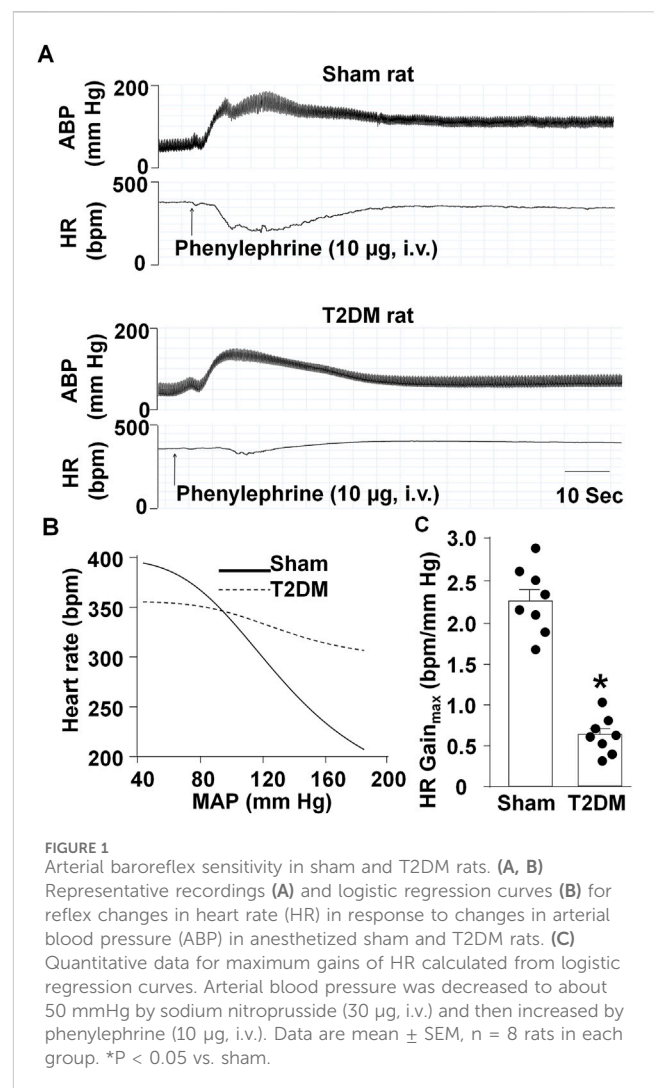 A
Sham rat
ABP
(mm Hg)
200
0
HR
(bpm)
500
0
Phenylephrine (10 µg, i.v.)
T2DM rat
ABP
(mm Hg)
200
0
HR
(bpm)
500
0
Phenylephrine (10 µg, i.v.)
10 Sec
B
Heart rate (bpm)
400
350
300
250
200
Sham
T2DM
40 80 120 160 200
MAP (mm Hg)
C
HR Gainmax (bpm/mm Hg)
3.0
2.5
2.0
1.5
1.0
0.5
0
*
Sham T2DM
FIGURE 1
Arterial baroreflex sensitivity in sham and T2DM rats. (A, B)
Representative recordings (A) and logistic regression curves (B) for
reflex changes in heart rate (HR) in response to changes in arterial
blood pressure (ABP) in anesthetized sham and T2DM rats. (C)
Quantitative data for maximum gains of HR calculated from logistic
regression curves. Arterial blood pressure was decreased to about
50 mmHg by sodium nitroprusside (30 µg, i.v.) and then increased by
phenylephrine (10 µg, i.v.). Data are mean ± SEM, n = 8 rats in each
group. *P < 0.05 vs. sham.